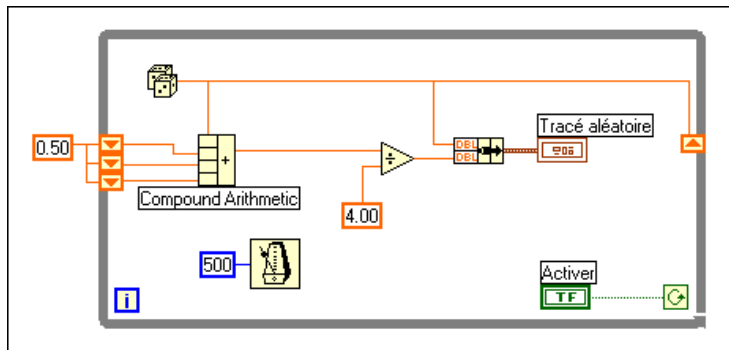 Tracé aléatoire
DBL
DBL
0.50
+
÷
Compound Arithmetic
4.00
500
Activer
TF
i